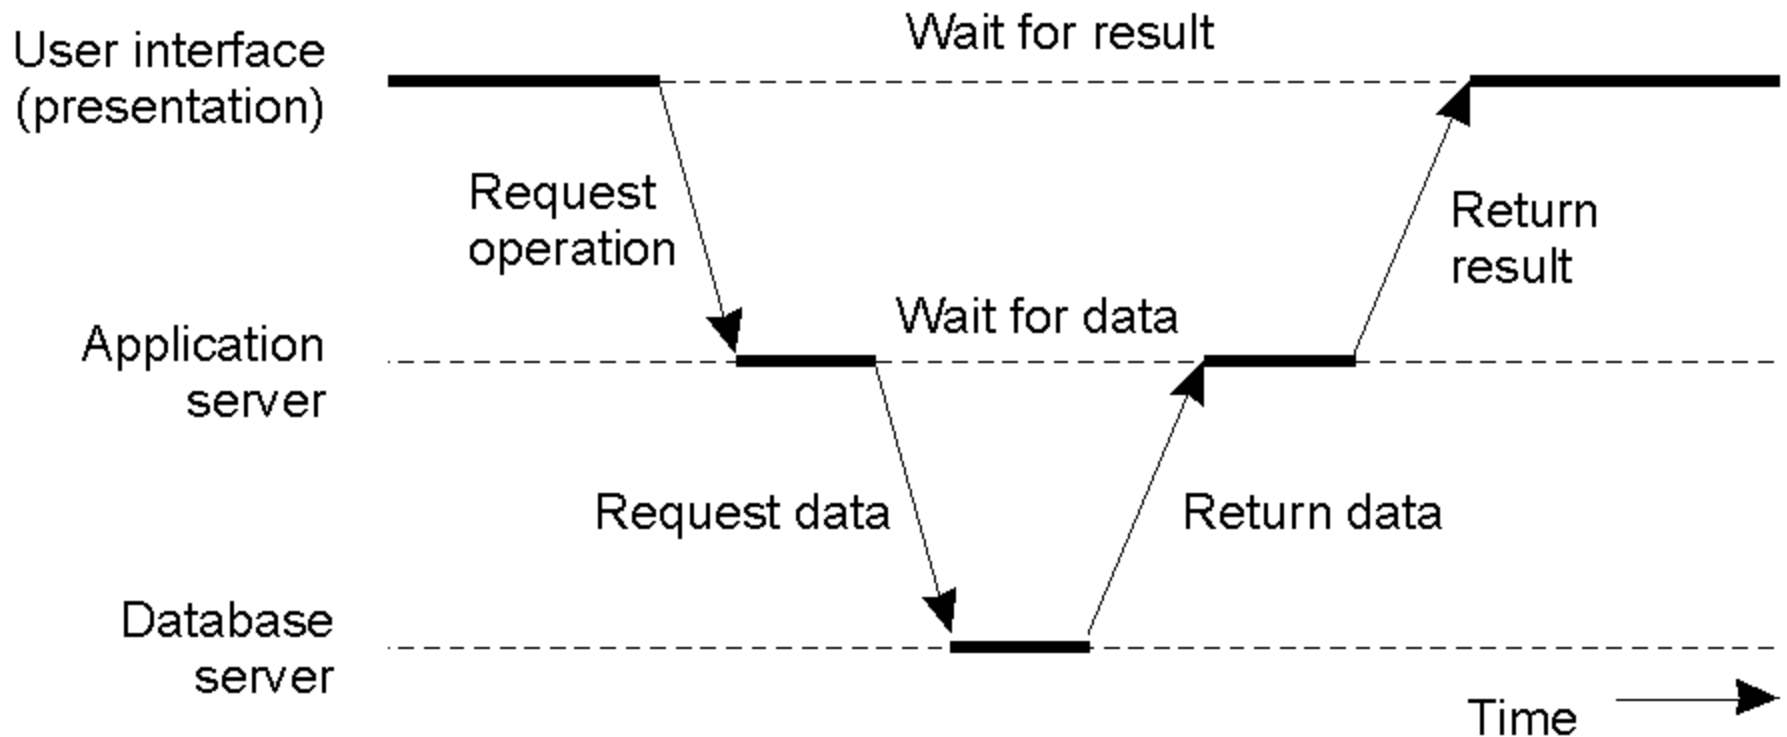 User interface
(presentation)
Wait for result
Request
operation
Return
result
Wait for data
Application
server
Request data
Return data
Database
server
Time